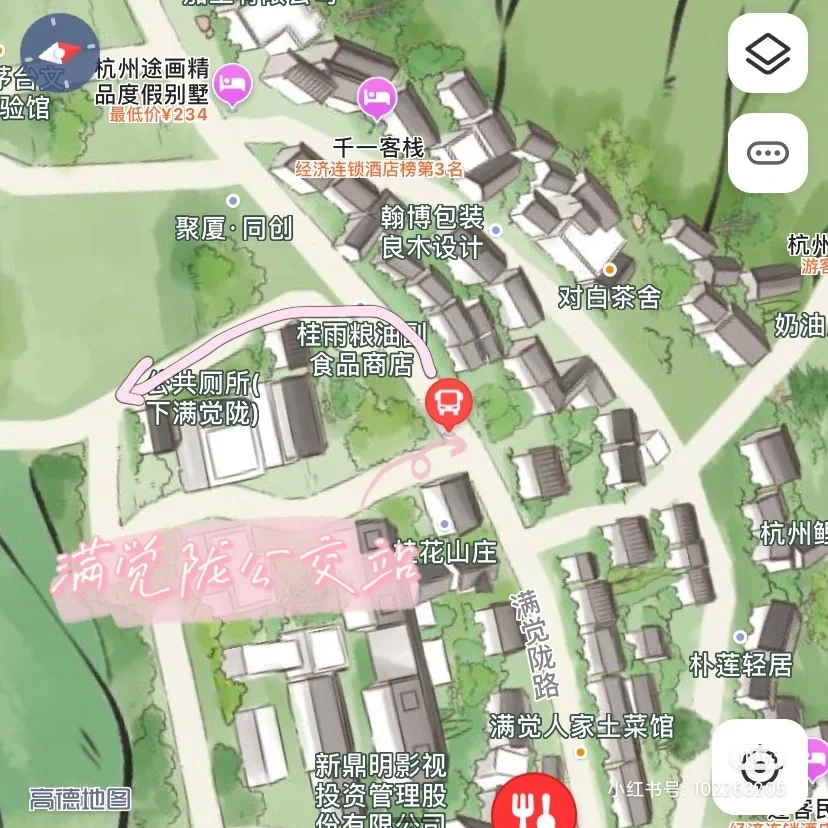 杭州途画精
品度假别墅
最低价¥234
验馆
千一客栈
经济连锁酒店榜第3名
聚厦·同创
翰博包装
良木设计
杭州
游客
对白茶舍
奶油
桂雨粮油副
食品商店
公共厕所(
下满觉陇)
满觉陇公交站
桂花山庄
杭州鲤
满觉陇路
朴莲轻居
满觉人家土菜馆
新鼎明影视
投资管理股
份有限公司
小红书号 102263205
高德地图